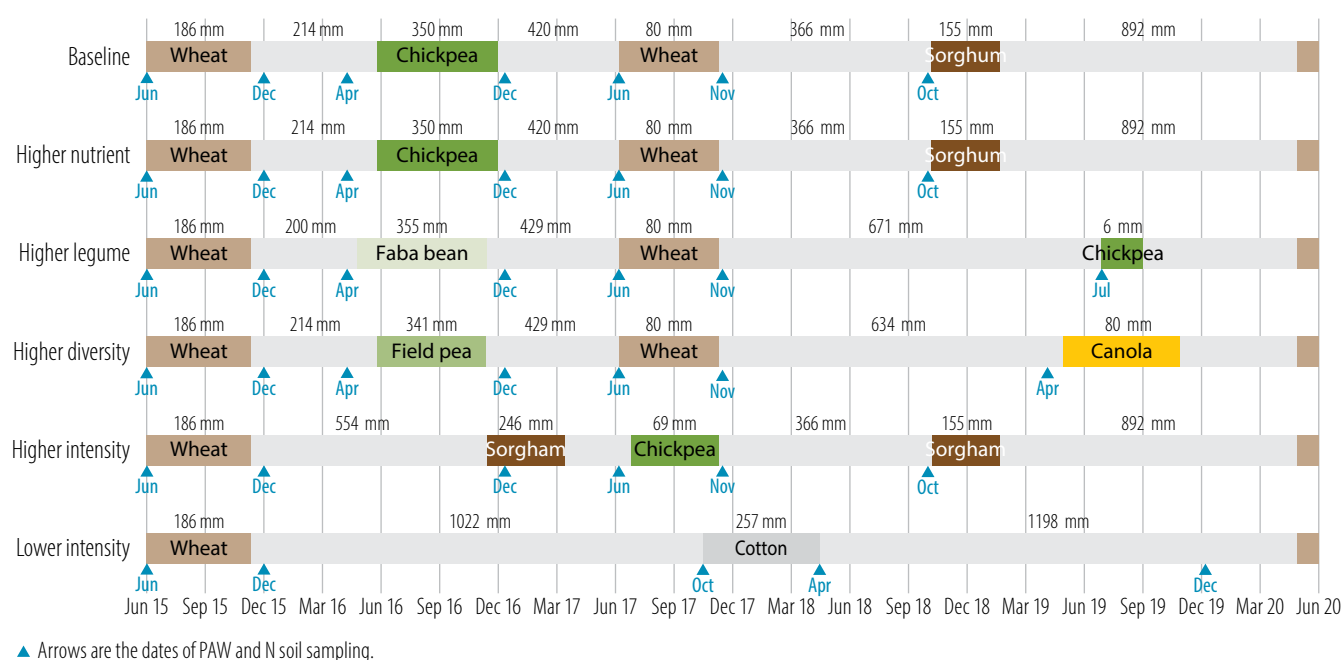 186 mm 214 mm 350 mm 420 mm 80 mm 366 mm 155 mm 892 mm
Baseline Wheat Chickpea Wheat Sorghum
Jun Dec Apr Dec Jun Nov Oct
186 mm 214 mm 350 mm 420 mm 80 mm 366 mm 155 mm 892 mm
Higher nutrient Wheat Chickpea Wheat Sorghum
Jun Dec Apr Dec Jun Nov Oct
186 mm 200 mm 355 mm 429 mm 80 mm 671 mm 6 mm
Higher legume Wheat Faba bean Wheat Chickpea
Jun Dec Apr Dec Jun Nov Jul
186 mm 214 mm 341 mm 429 mm 80 mm 634 mm 80 mm
Higher diversity Wheat Field pea Wheat Canola
Jun Dec Apr Dec Jun Nov Apr
186 mm 554 mm 246 mm 69 mm 366 mm 155 mm 892 mm
Higher intensity Wheat Sorgham Chickpea Sorgham
Jun Dec Dec Jun Nov Oct
186 mm 1022 mm 257 mm 1198 mm
Lower intensity Wheat Cotton
Jun Dec Oct Apr Dec
Jun 15 Sep 15 Dec 15 Mar 16 Jun 16 Sep 16 Dec 16 Mar 17 Jun 17 Sep 17 Dec 17 Mar 18 Jun 18 Sep 18 Dec 18 Mar 19 Jun 19 Sep 19 Dec 19 Mar 20 Jun 20
▲ Arrows are the dates of PAW and N soil sampling.